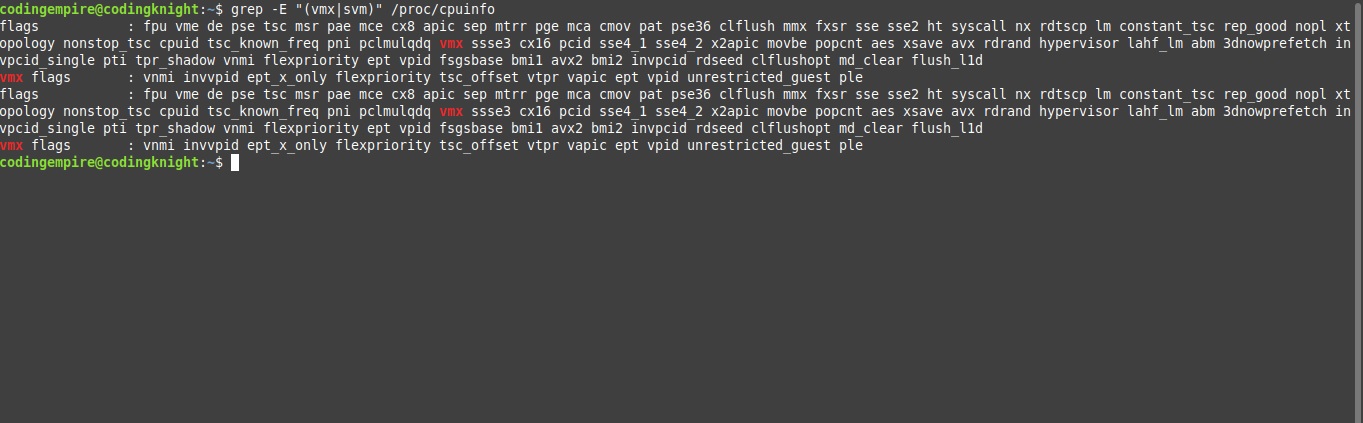 codingempire@codingknight:~$ grep -E "(vmx|svm)" /proc/cpuinfo
flags           : fpu vme de pse tsc msr pae mce cx8 apic sep mtrr pge mca cmov pat pse36 clflush mmx fxsr sse sse2 ht syscall nx rdtscp lm constant_tsc rep_good nopl xt
opology nonstop_tsc cpuid tsc_known_freq pni pclmulqdq vmx ssse3 cx16 pcid sse4_1 sse4_2 x2apic movbe popcnt aes xsave avx rdrand hypervisor lahf_lm abm 3dnowprefetch in
vpcid_single pti tpr_shadow vnmi flexpriority ept vpid fsgsbase bmi1 avx2 bmi2 invpcid rdseed clflushopt md_clear flush_l1d
vmx flags       : vnmi invvpid ept_x_only flexpriority tsc_offset vtpr vapic ept vpid unrestricted_guest ple
flags           : fpu vme de pse tsc msr pae mce cx8 apic sep mtrr pge mca cmov pat pse36 clflush mmx fxsr sse sse2 ht syscall nx rdtscp lm constant_tsc rep_good nopl xt
opology nonstop_tsc cpuid tsc_known_freq pni pclmulqdq vmx ssse3 cx16 pcid sse4_1 sse4_2 x2apic movbe popcnt aes xsave avx rdrand hypervisor lahf_lm abm 3dnowprefetch in
vpcid_single pti tpr_shadow vnmi flexpriority ept vpid fsgsbase bmi1 avx2 bmi2 invpcid rdseed clflushopt md_clear flush_l1d
vmx flags       : vnmi invvpid ept_x_only flexpriority tsc_offset vtpr vapic ept vpid unrestricted_guest ple
codingempire@codingknight:~$